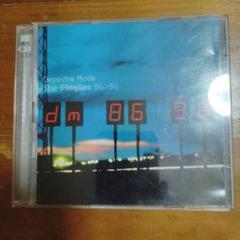 Depeche Mode
The Singles 86>98
dm 86 98